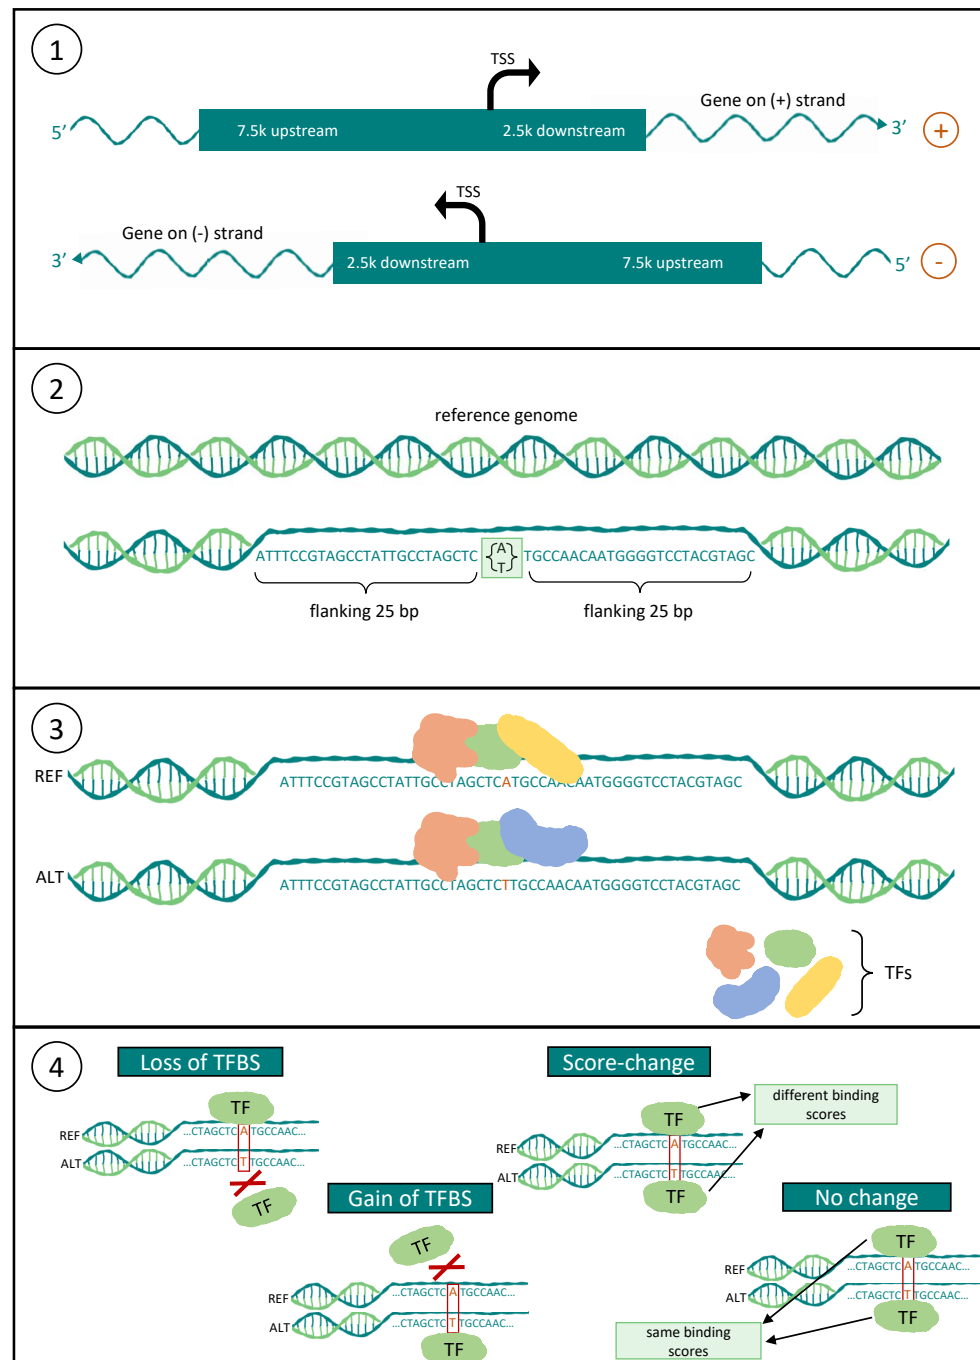 1
TSS
Gene on (+) strand
5’ 7.5k upstream 2.5k downstream 3’ +
TSS
Gene on (-) strand
3’ 2.5k downstream 7.5k upstream 5’ -
2
reference genome
ATTTCCGTAGCCTATTGCCTAGCTC {A/T} TGCCAACAATGGGGTCCTACGTAGC
flanking 25 bp flanking 25 bp
3
REF
ATTTCCGTAGCCTATTGCCTAGCTCATGCCAACAATGGGGTCCTACGTAGC
ALT
ATTTCCGTAGCCTATTGCCTAGCTCTTGCCAACAATGGGGTCCTACGTAGC
TFs
4
Loss of TFBS
TF
REF ...CTAGCTCATGCCAAC...
ALT ...CTAGCTCTTGCCAAC...
TF
Gain of TFBS
TF
REF ...CTAGCTCATGCCAAC...
ALT ...CTAGCTCTTGCCAAC...
TF
Score-change
TF
different binding
scores
REF ...CTAGCTCATGCCAAC...
ALT ...CTAGCTCTTGCCAAC...
TF
No change
TF
REF ...CTAGCTCATGCCAAC...
ALT ...CTAGCTCTTGCCAAC...
TF
same binding
scores